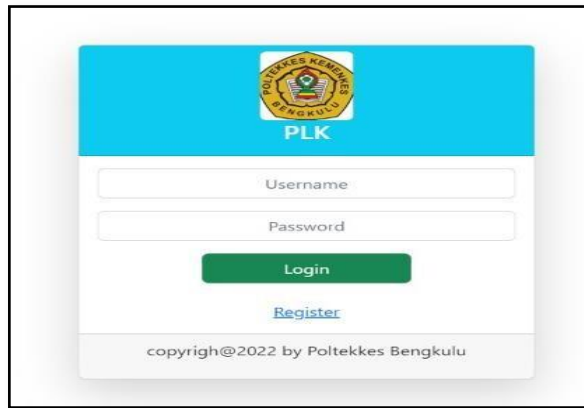 POLTEKKES KEMENKES
BENGKULU
PLK
Username
Password
Login
Register
copyrigh@2022 by Poltekkes Bengkulu